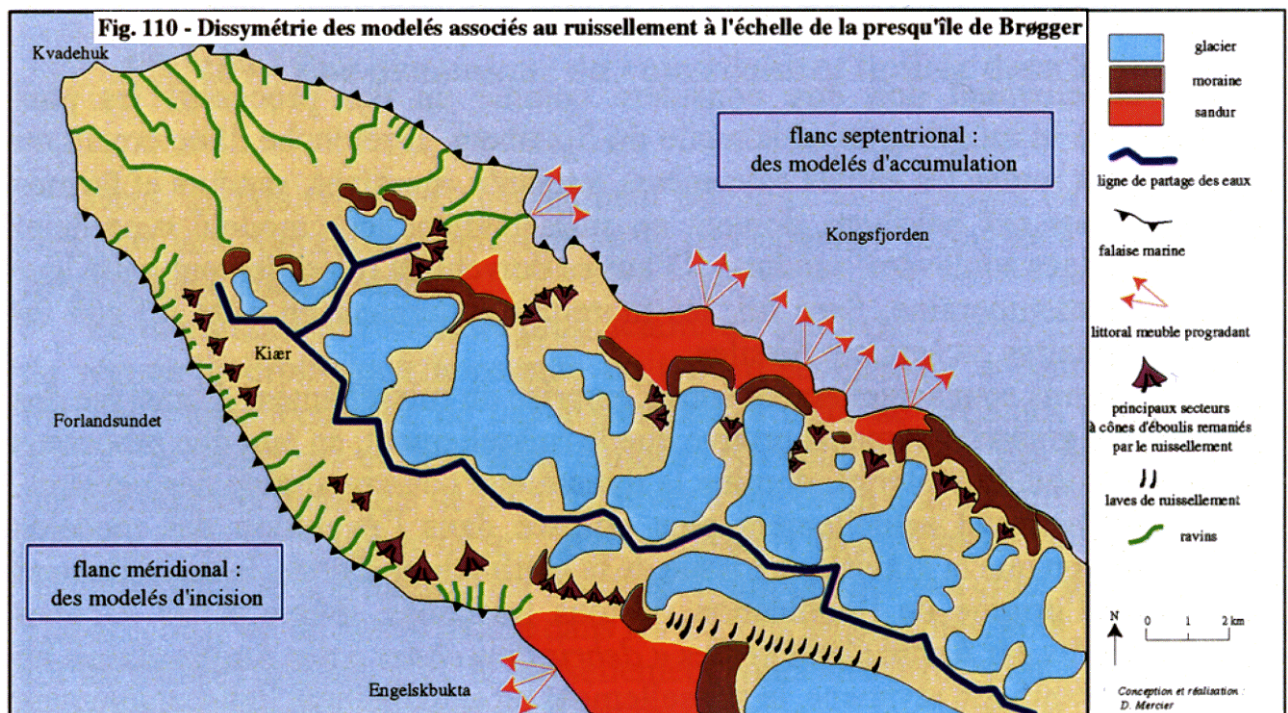 Fig. 110 - Dissymétrie des modelés associés au ruissellement à l'échelle de la presqu'île de Brøgger
Kvadehuk
flanc septentrional :
des modelés d'accumulation
Kongsfjorden
Kiær
Forlandsundet
flanc méridional :
des modelés d'incision
Engelskbukta
glacier
moraine
sandur
ligne de partage des eaux
falaise marine
littoral meuble progradant
principaux secteurs
à cônes d'éboulis remaniés
par le ruissellement
laves de ruissellement
ravins
N
0 1 2 km
Conception et réalisation :
D. Mercier